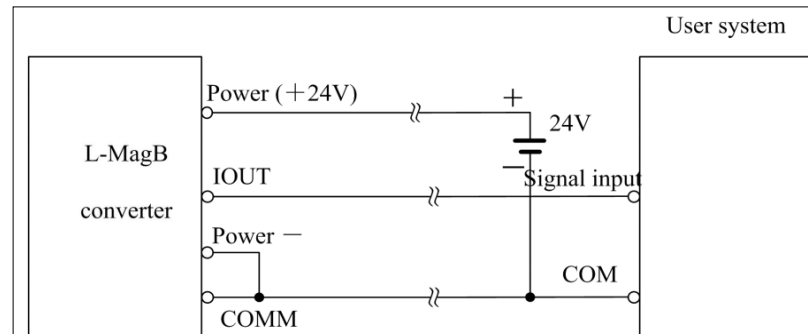 User system
Power (＋24V)
＋
24V
L-MagB
converter
IOUT
－
Signal input
Power －
COM
COMM